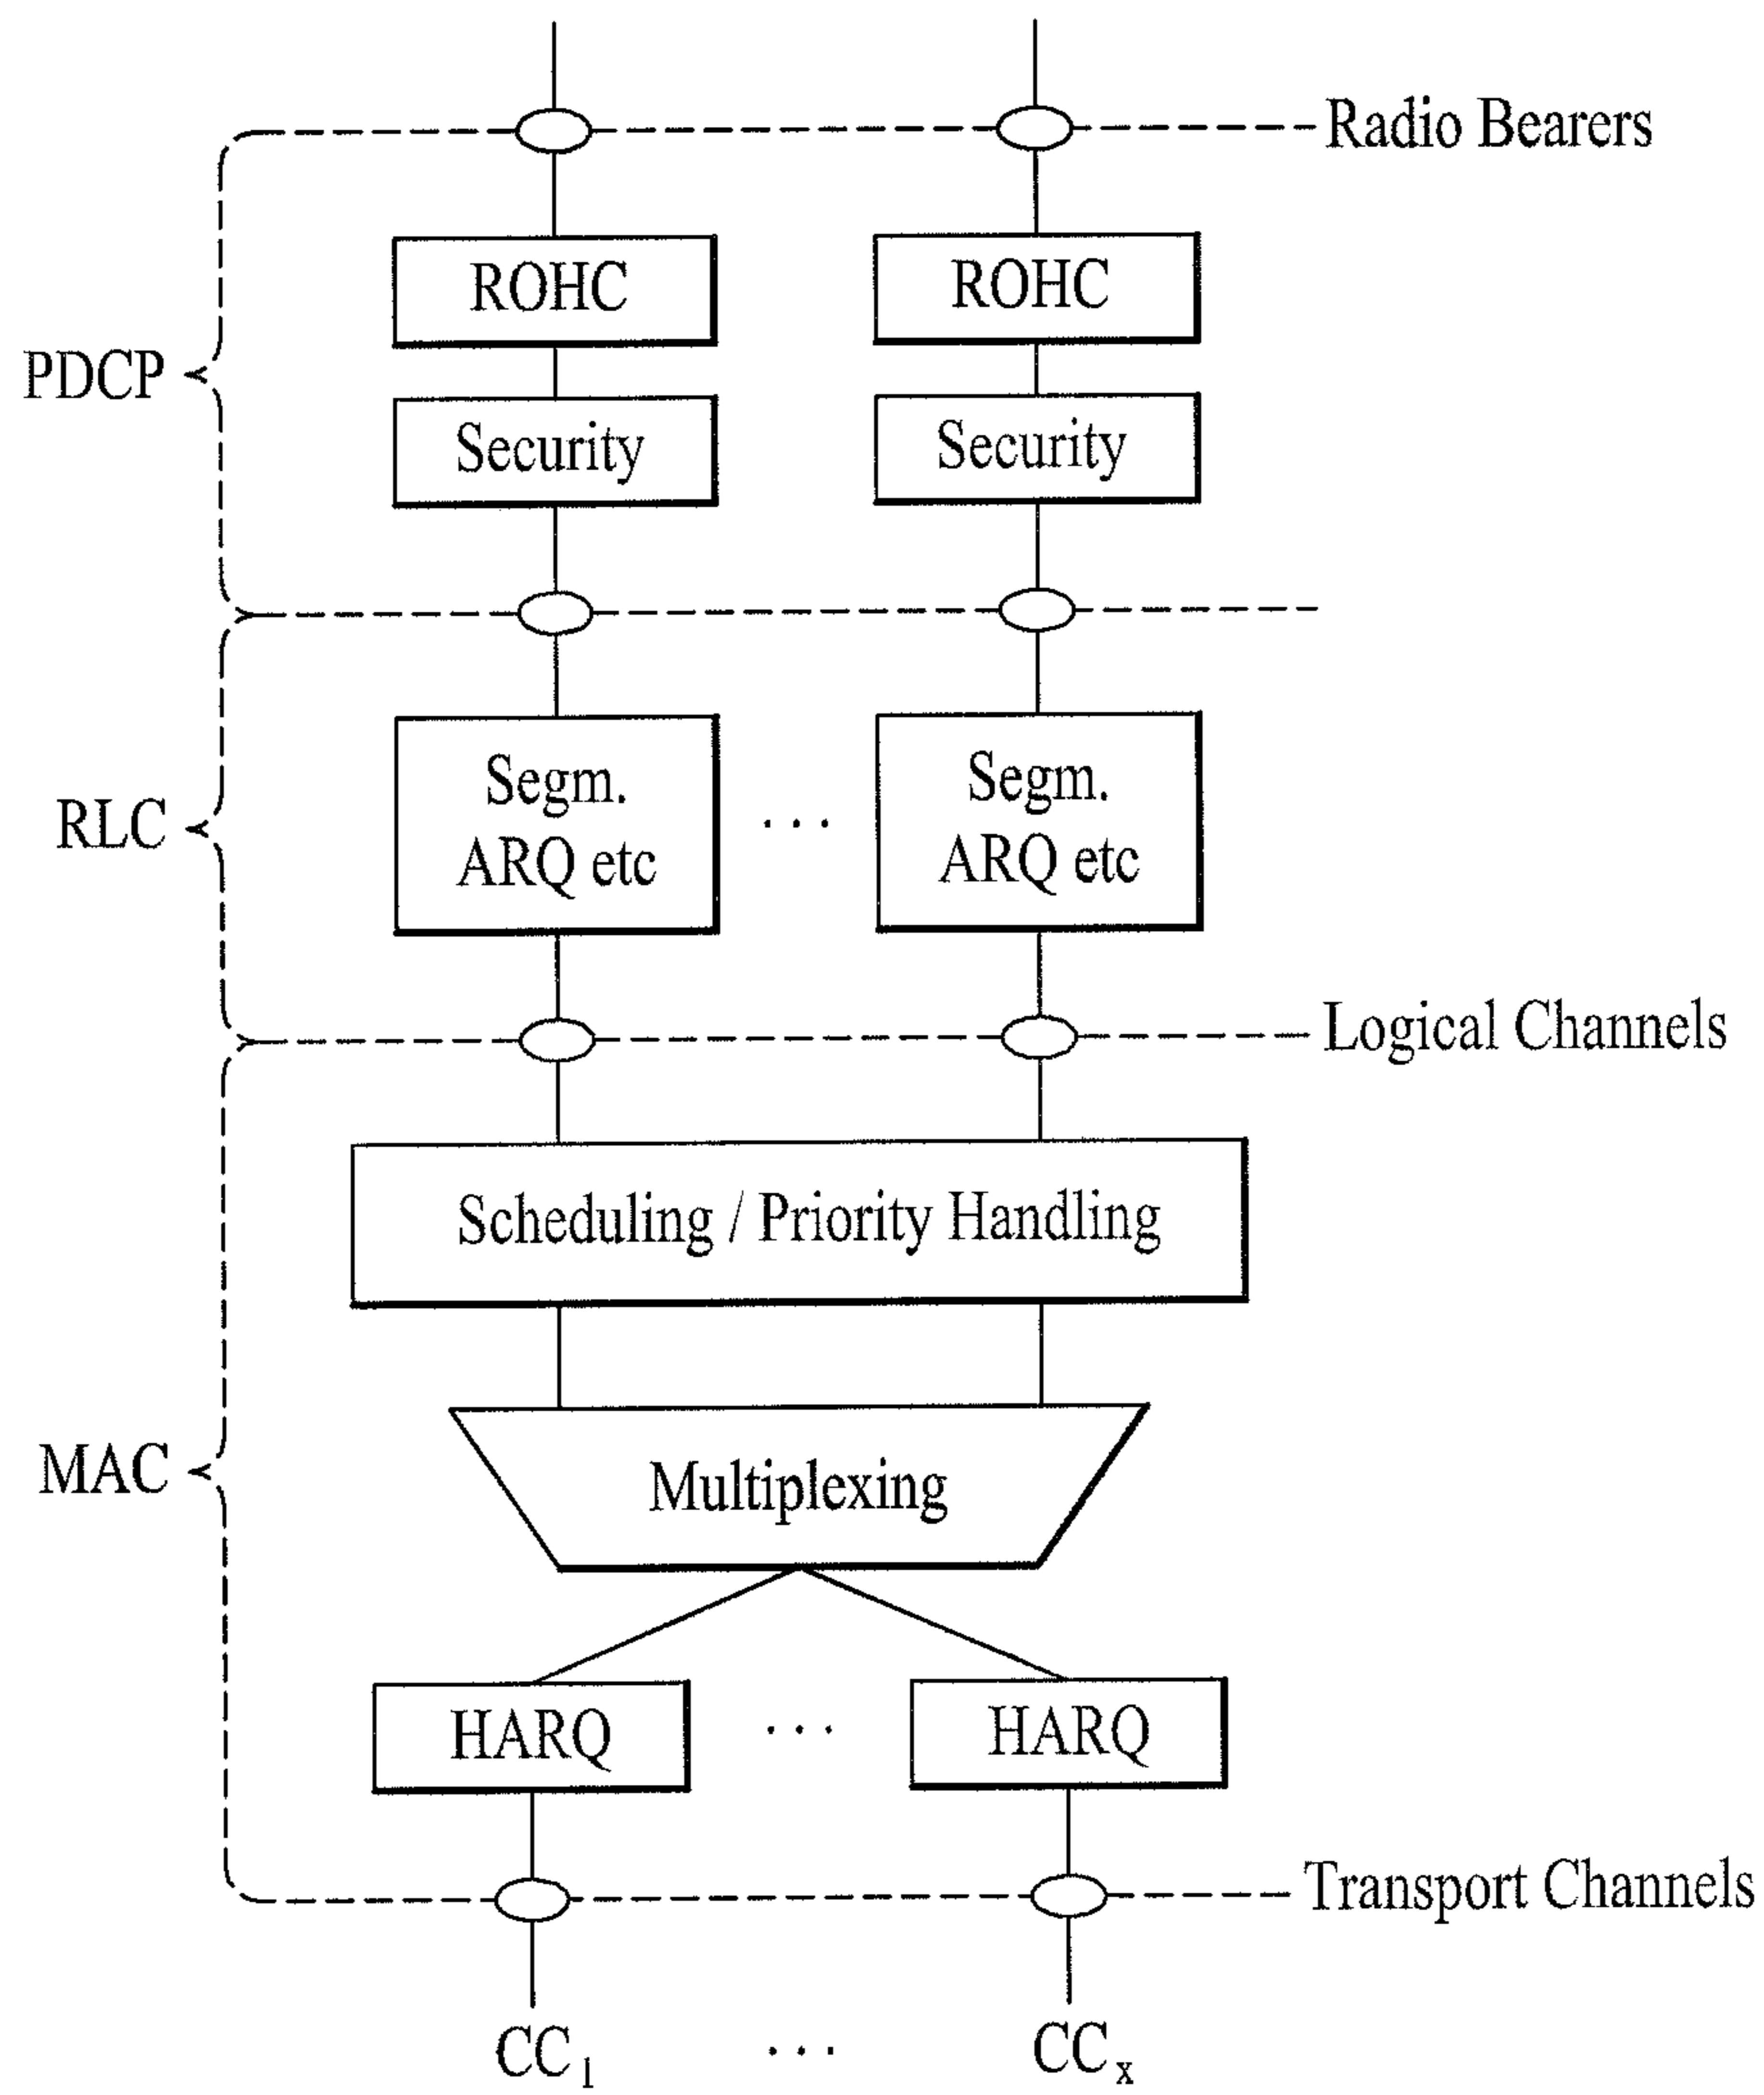 Radio Bearers
ROHC
ROHC
PDCP
Security
Security
Segm.
ARQ etc
...
Segm.
ARQ etc
RLC
Logical Channels
Scheduling / Priority Handling
MAC
Multiplexing
HARQ
...
HARQ
Transport Channels
CC1
...
CCx